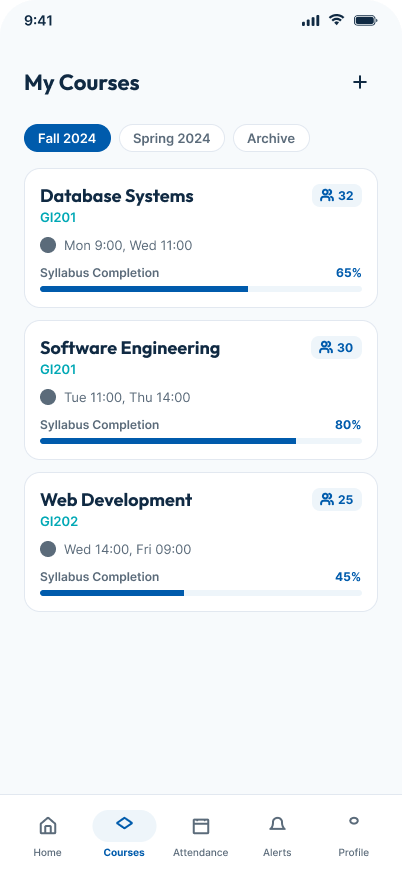 9:41
My Courses
Fall 2024 Spring 2024 Archive
Database Systems 32
GI201
Mon 9:00, Wed 11:00
Syllabus Completion 65%
Software Engineering 30
GI201
Tue 11:00, Thu 14:00
Syllabus Completion 80%
Web Development 25
GI202
Wed 14:00, Fri 09:00
Syllabus Completion 45%
Home Courses Attendance Alerts Profile